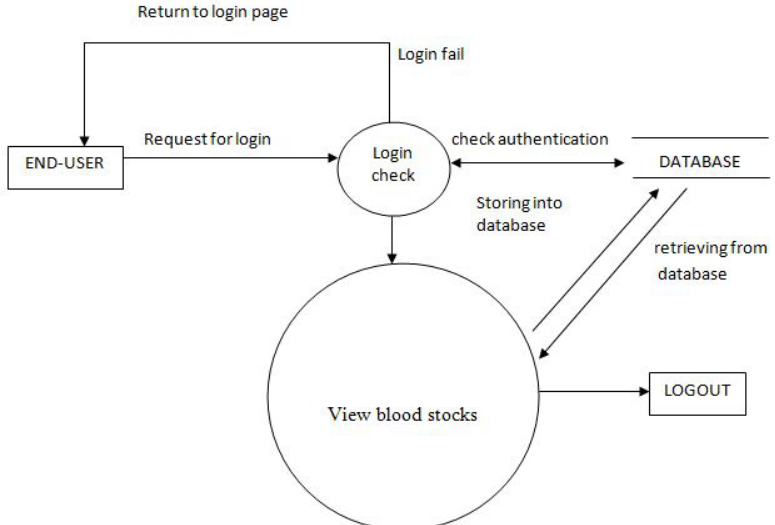 Return to login page
Login fail
Request for login
Login
check
check authentication
END-USER
DATABASE
Storing into
database
retrieving from
database
View blood stocks
LOGOUT